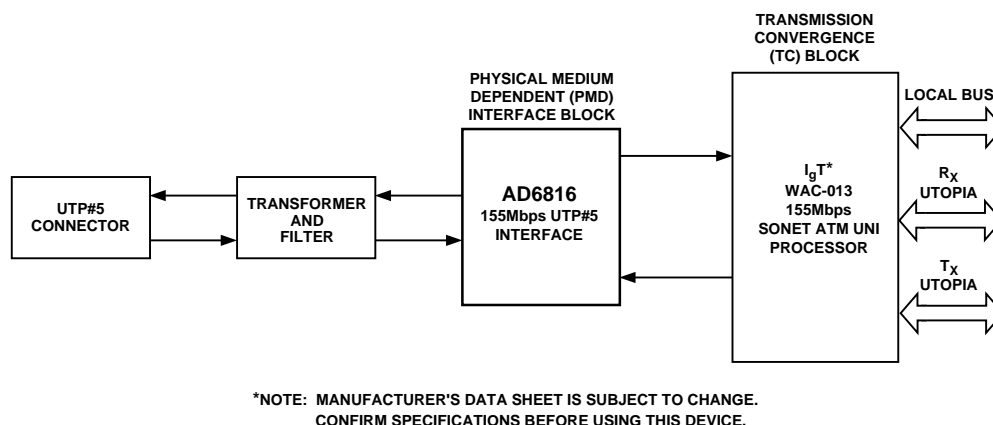 TRANSMISSION
CONVERGENCE
(TC) BLOCK
PHYSICAL MEDIUM
DEPENDENT (PMD)
INTERFACE BLOCK
UTP#5
CONNECTOR
TRANSFORMER
AND
FILTER
AD6816
155Mbps UTP#5
INTERFACE
IgT*
WAC-013
155Mbps
SONET ATM UNI
PROCESSOR
LOCAL BUS
RX
UTOPIA
TX
UTOPIA
*NOTE: MANUFACTURER'S DATA SHEET IS SUBJECT TO CHANGE.
CONFIRM SPECIFICATIONS BEFORE USING THIS DEVICE.